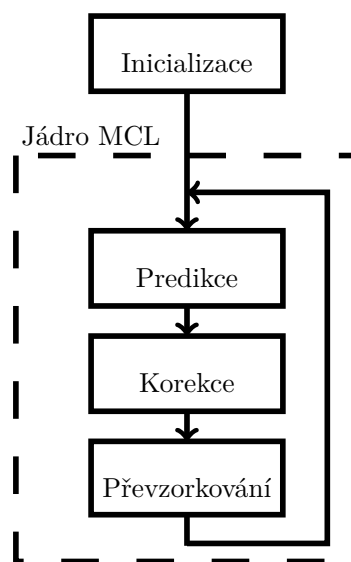 Inicializace
Jádro MCL
Predikce
Korekce
Převzorkování